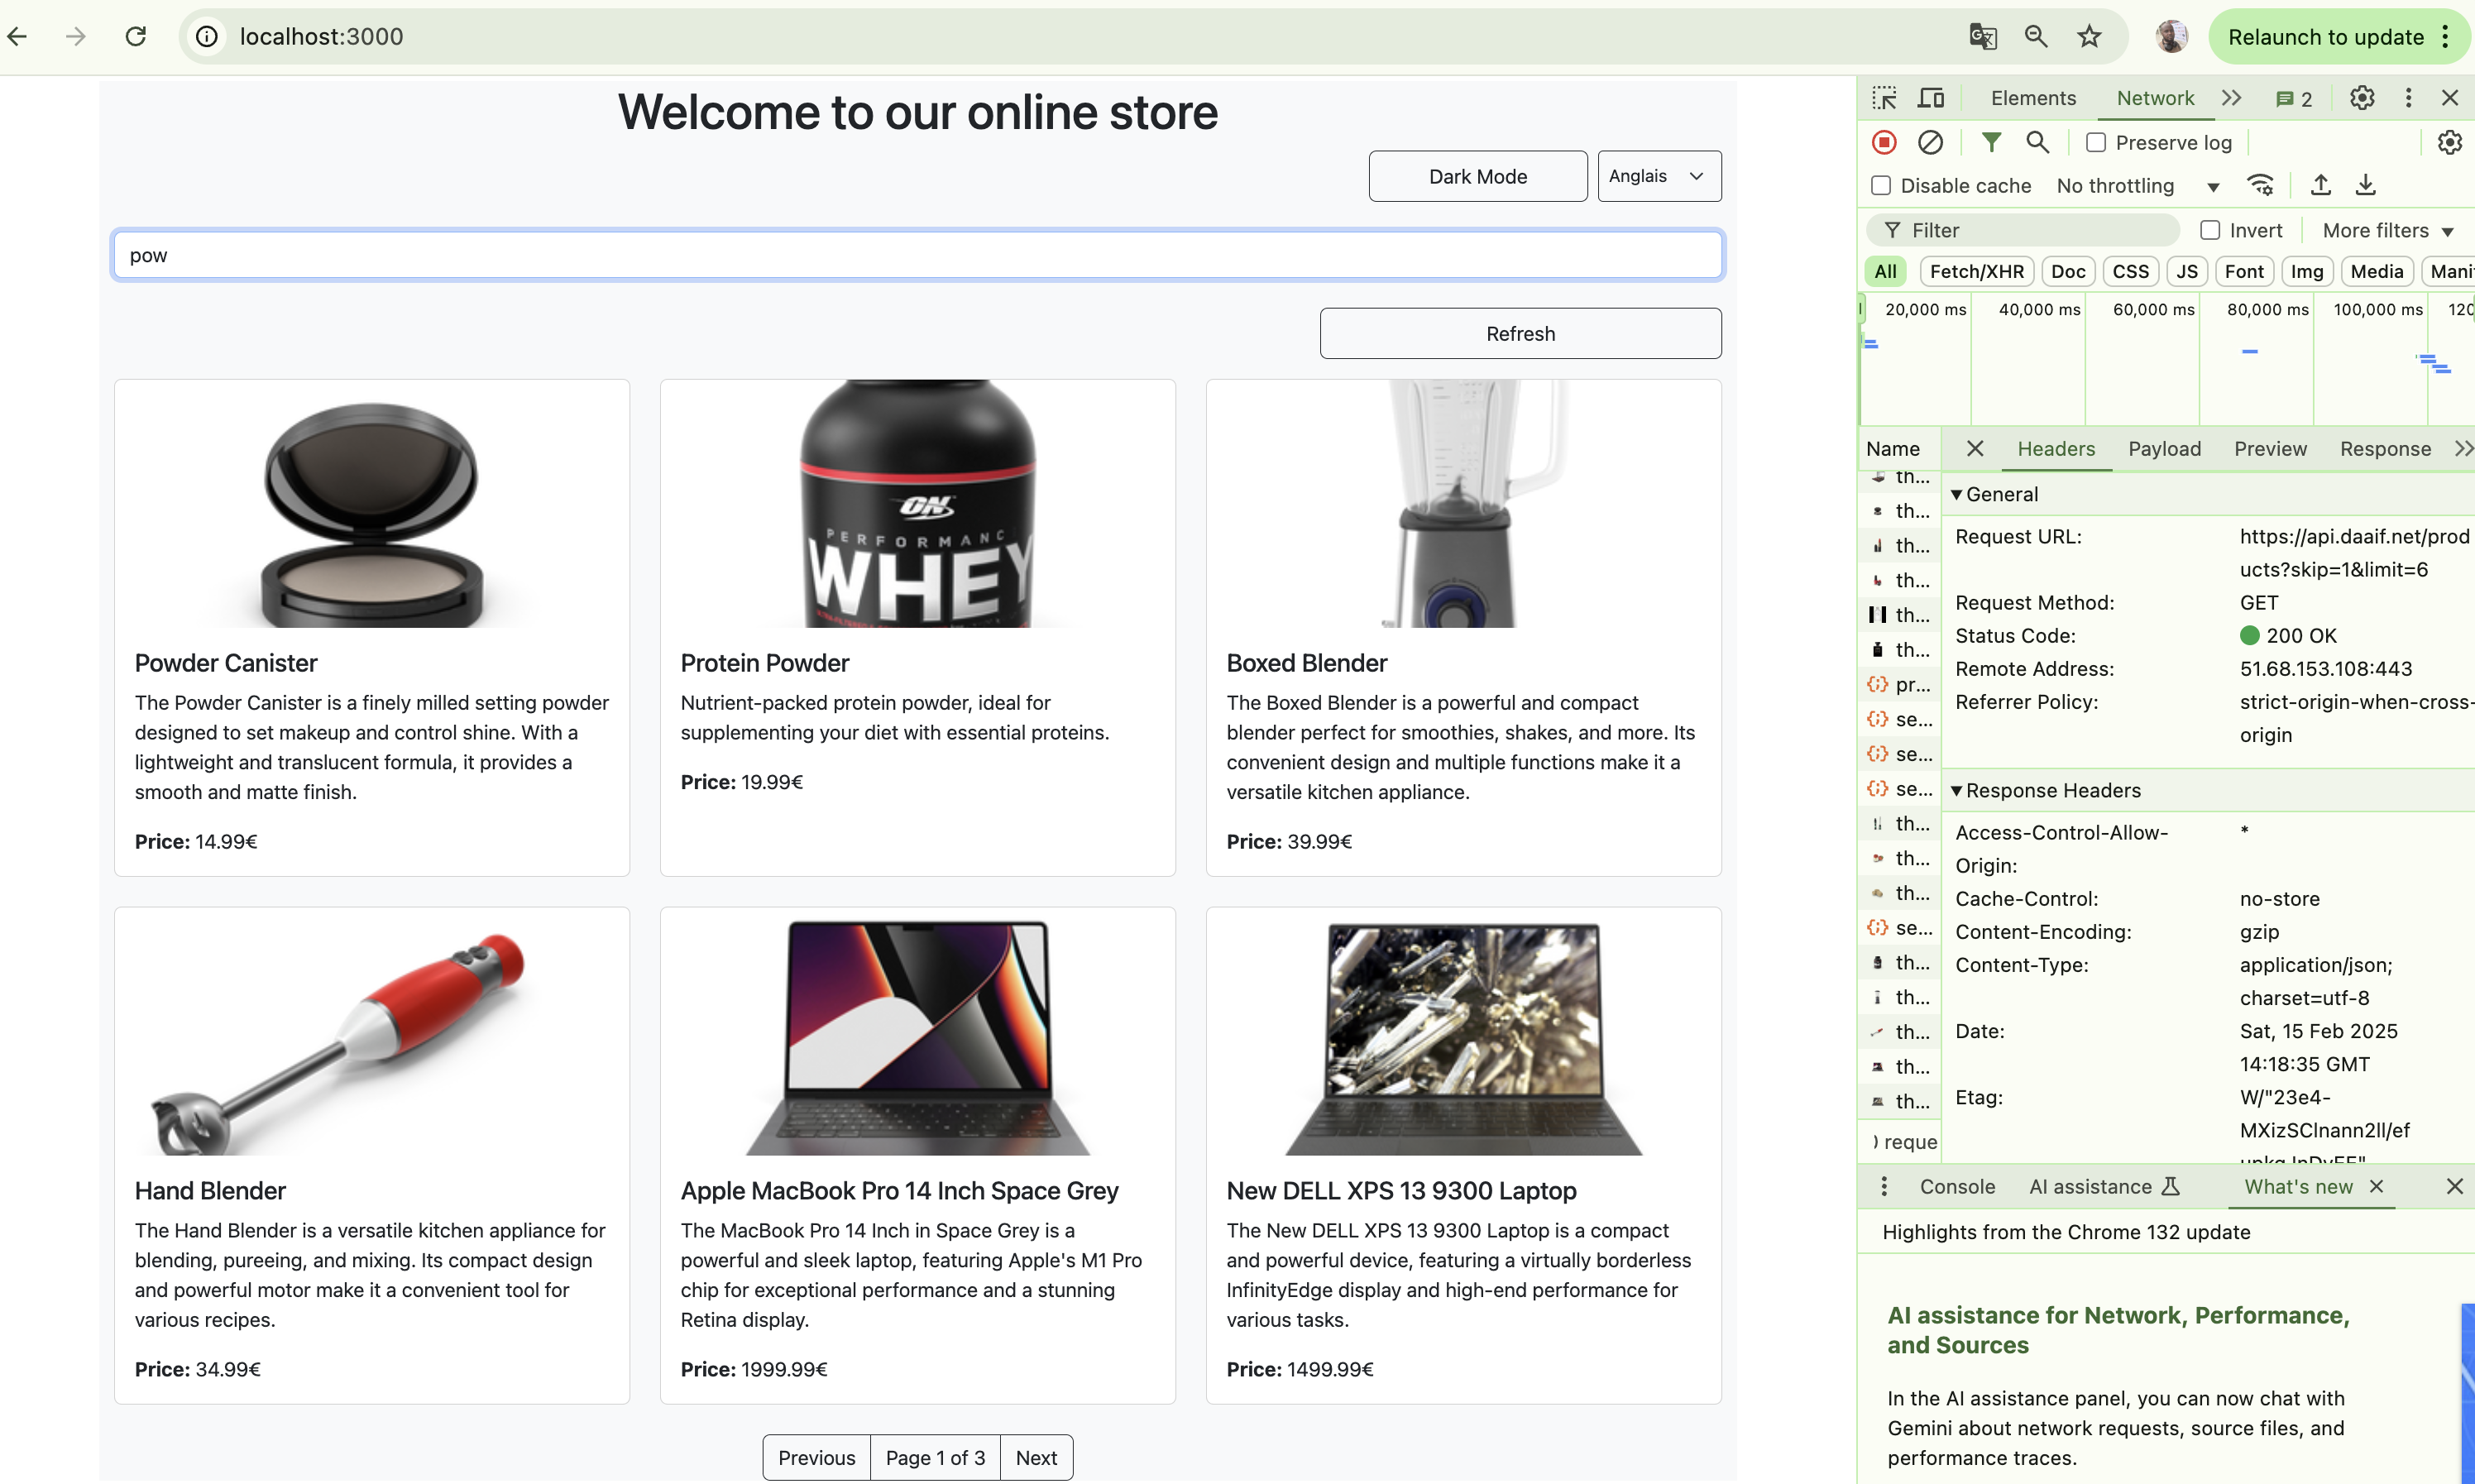 localhost:3000
Relaunch to update
Welcome to our online store
Dark Mode
Anglais
pow
Refresh
ON
PERFORMANC
WHEY
Powder Canister
The Powder Canister is a finely milled setting powder
designed to set makeup and control shine. With a
lightweight and translucent formula, it provides a
smooth and matte finish.
Price: 14.99€
Protein Powder
Nutrient-packed protein powder, ideal for
supplementing your diet with essential proteins.
Price: 19.99€
Boxed Blender
The Boxed Blender is a powerful and compact
blender perfect for smoothies, shakes, and more. Its
convenient design and multiple functions make it a
versatile kitchen appliance.
Price: 39.99€
Hand Blender
The Hand Blender is a versatile kitchen appliance for
blending, pureeing, and mixing. Its compact design
and powerful motor make it a convenient tool for
various recipes.
Price: 34.99€
Apple MacBook Pro 14 Inch Space Grey
The MacBook Pro 14 Inch in Space Grey is a
powerful and sleek laptop, featuring Apple's M1 Pro
chip for exceptional performance and a stunning
Retina display.
Price: 1999.99€
New DELL XPS 13 9300 Laptop
The New DELL XPS 13 9300 Laptop is a compact
and powerful device, featuring a virtually borderless
InfinityEdge display and high-end performance for
various tasks.
Price: 1499.99€
Previous Page 1 of 3 Next
Elements Network 2
Preserve log
Disable cache No throttling
Filter Invert More filters
All Fetch/XHR Doc CSS JS Font Img Media Mani
20,000 ms 40,000 ms 60,000 ms 80,000 ms 100,000 ms 120
Name Headers Payload Preview Response
th...
th...
th...
th...
th...
th...
pr...
se...
se...
se...
th...
th...
th...
se...
th...
th...
th...
th...
th...
reque
General
Request URL: https://api.daaif.net/prod
ucts?skip=1&limit=6
Request Method: GET
Status Code: 200 OK
Remote Address: 51.68.153.108:443
Referrer Policy: strict-origin-when-cross-
origin
Response Headers
Access-Control-Allow- *
Origin:
Cache-Control: no-store
Content-Encoding: gzip
Content-Type: application/json;
charset=utf-8
Date: Sat, 15 Feb 2025
14:18:35 GMT
Etag: W/"23e4-
Console AI assistance What's new
Highlights from the Chrome 132 update
AI assistance for Network, Performance,
and Sources
In the AI assistance panel, you can now chat with
Gemini about network requests, source files, and
performance traces.